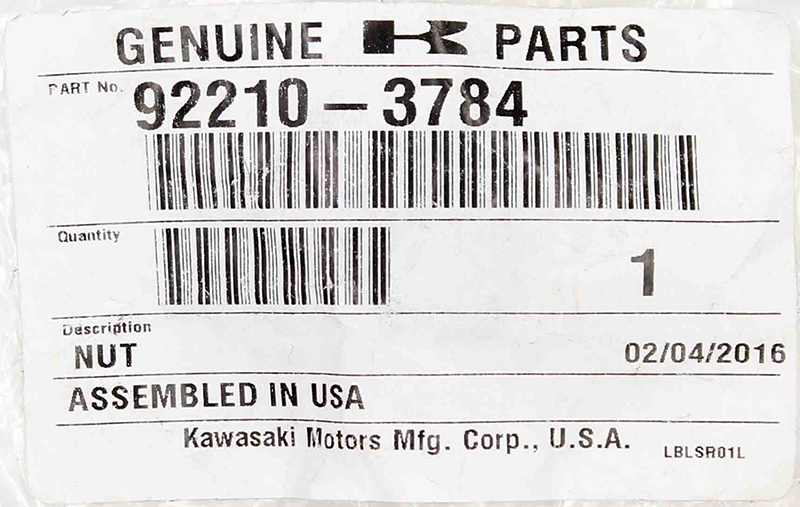 GENUINE PARTS
PART No. 92210-3784
Quantity 1
Description
NUT 02/04/2016
ASSEMBLED IN USA
Kawasaki Motors Mfg. Corp., U.S.A. LBLSR01L